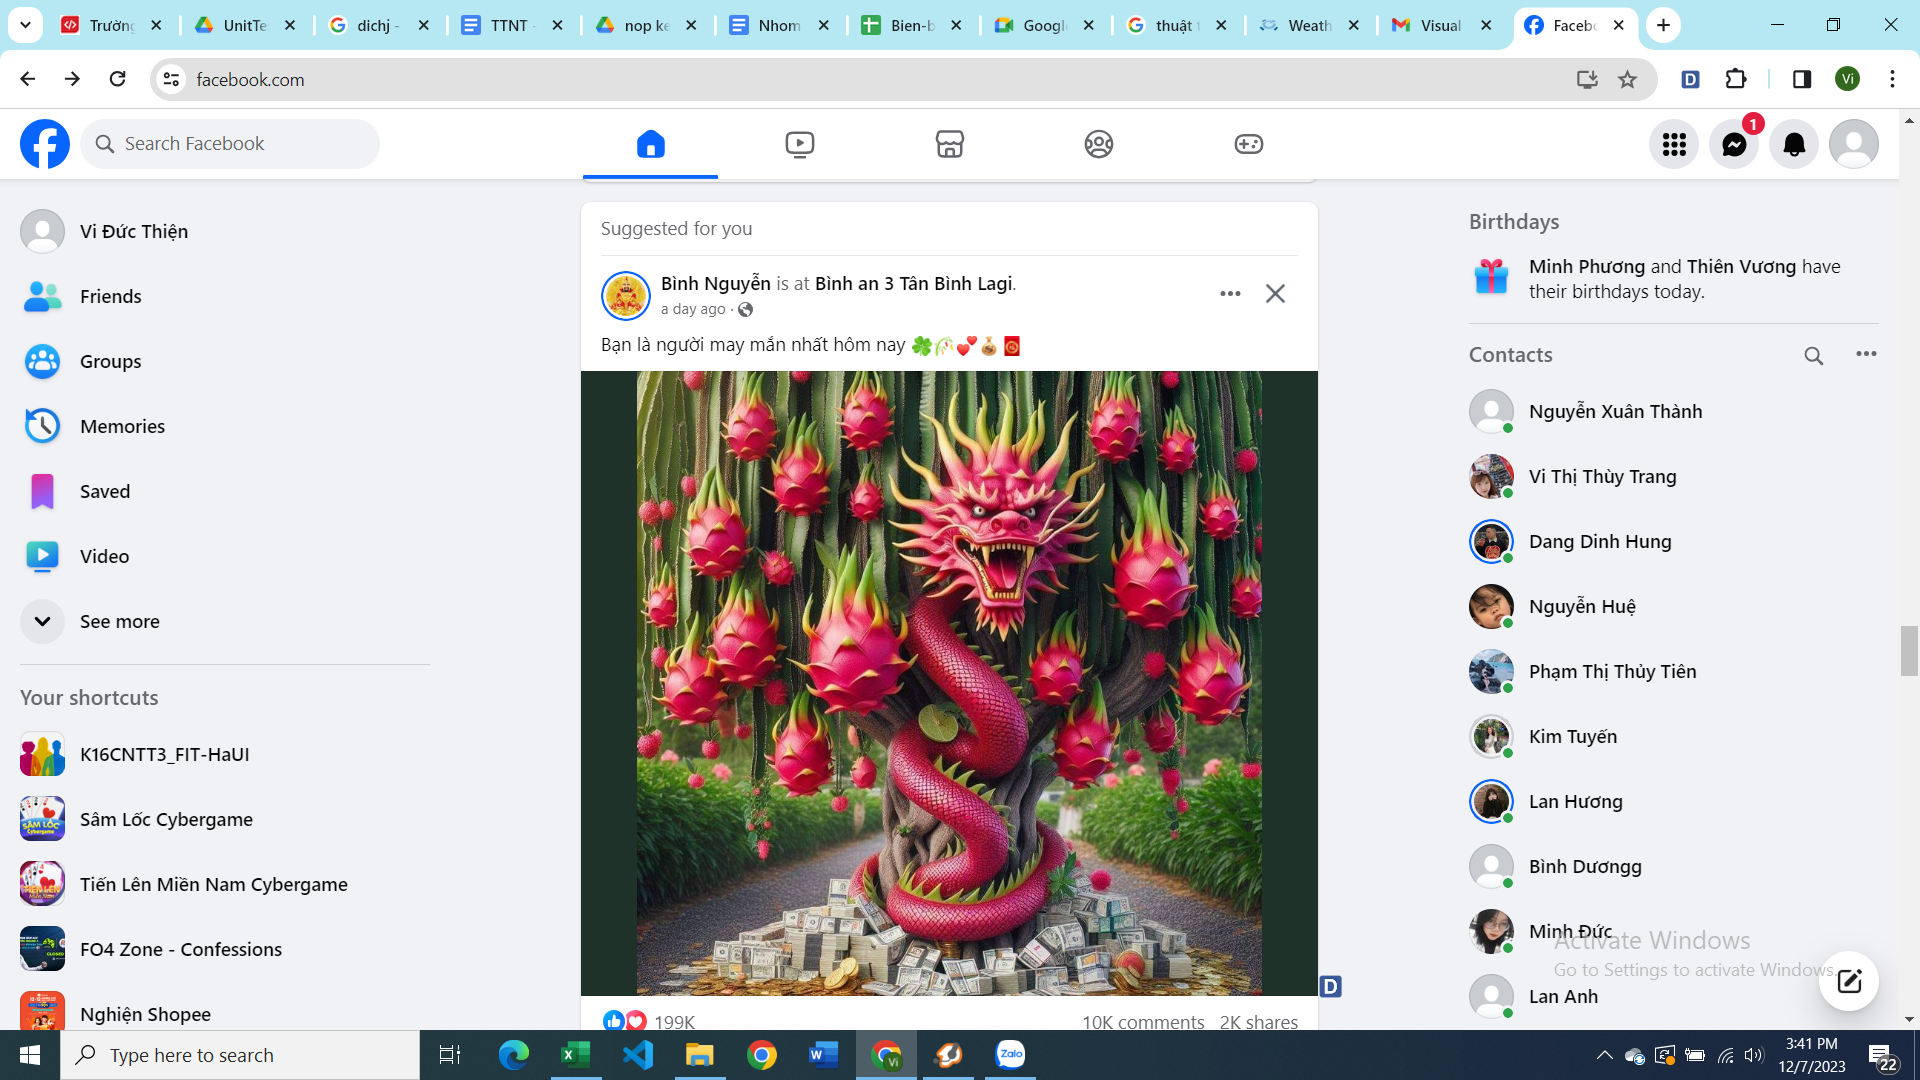 Trường
UnitTe
dichj -
TTNT -
nop ke
Nhom
Bien-b
Google
thuật t
Weath
Visual
Facebo
facebook.com
D
Vi
Search Facebook
1
Vi Đức Thiện
Friends
Groups
Memories
Saved
Video
See more
Your shortcuts
K16CNTT3_FIT-HaUI
Sâm Lốc Cybergame
Tiến Lên Miền Nam Cybergame
FO4 Zone - Confessions
Nghiện Shopee
Suggested for you
Bình Nguyễn is at Bình an 3 Tân Bình Lagi.
a day ago ·
Bạn là người may mắn nhất hôm nay 🍀🎋💕💰🧧
D
199K
10K comments 2K shares
Birthdays
Minh Phương and Thiên Vương have
their birthdays today.
Contacts
Nguyễn Xuân Thành
Vi Thị Thùy Trang
Dang Dinh Hung
Nguyễn Huệ
Phạm Thị Thủy Tiên
Kim Tuyến
Lan Hương
Bình Dươngg
Minh Đức
Lan Anh
Activate Windows
Go to Settings to activate Windows.
Type here to search
Zalo
3:41 PM
12/7/2023
22